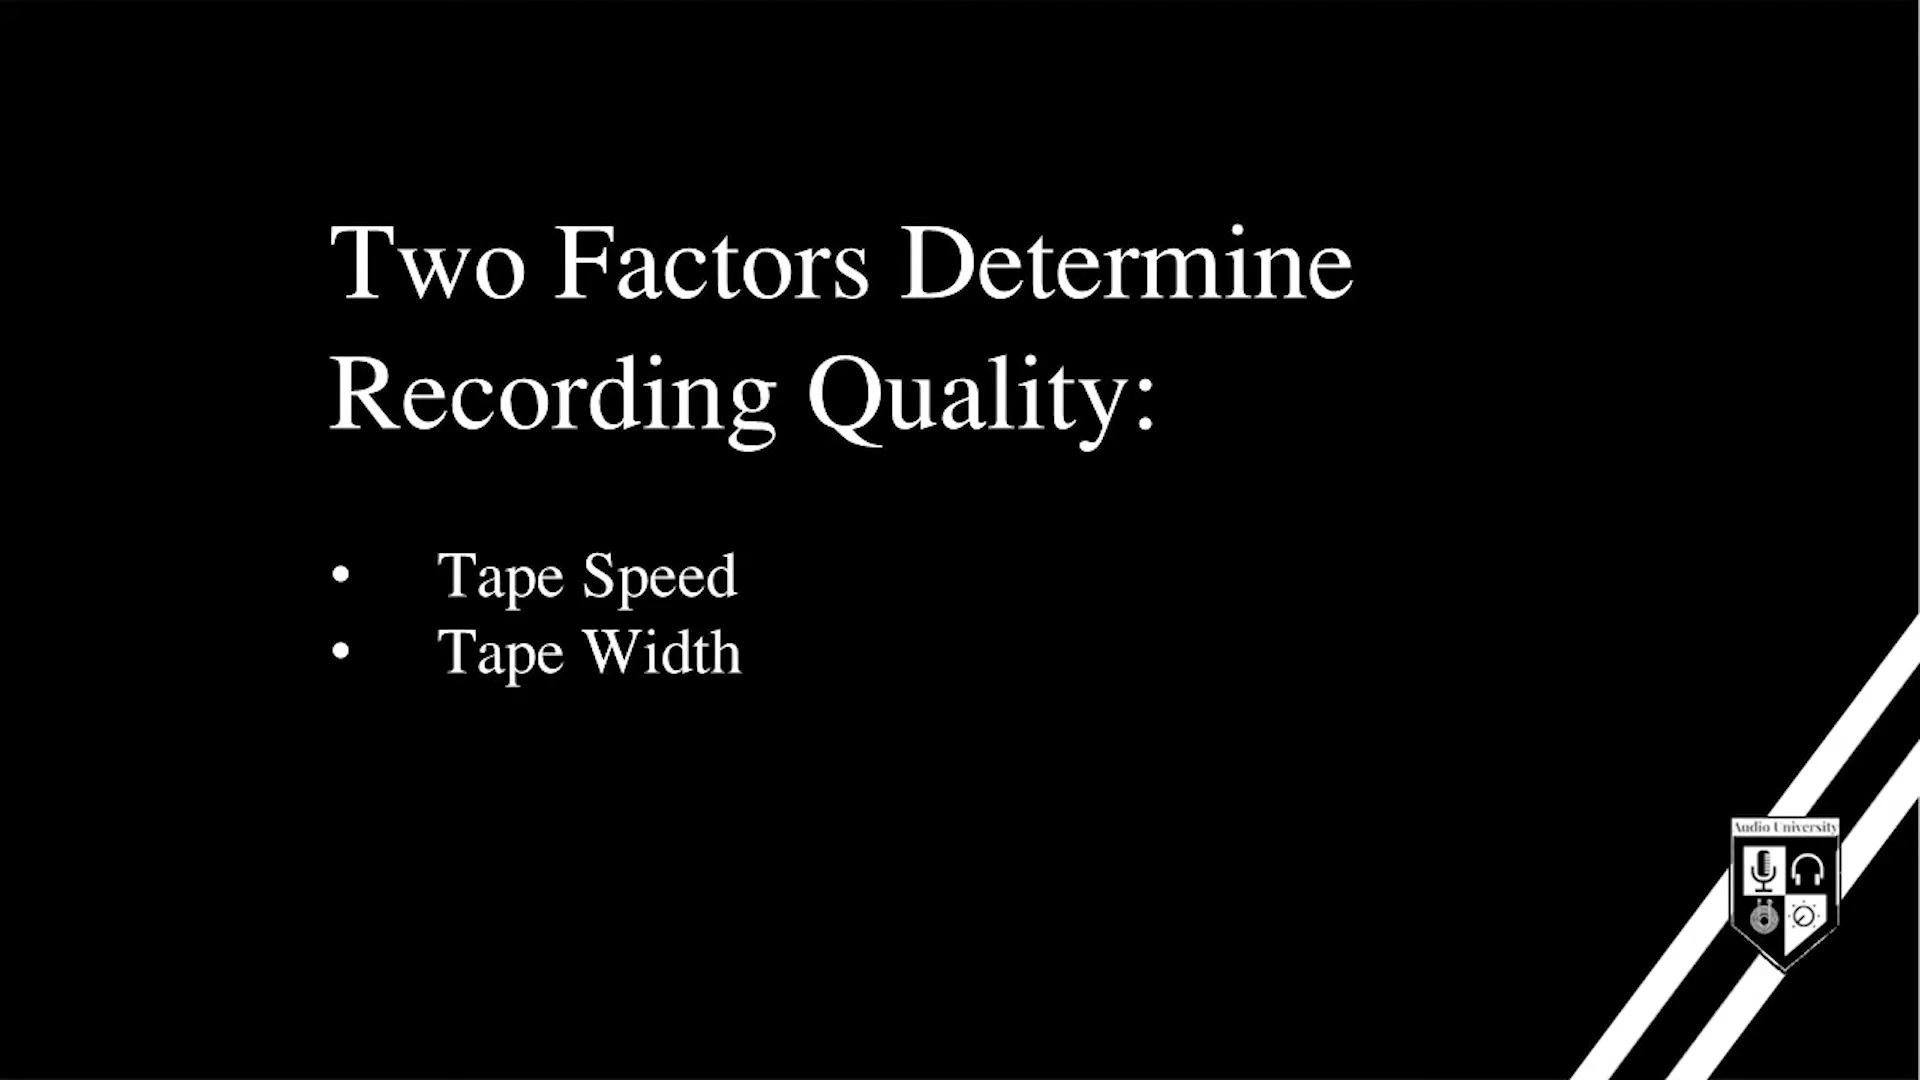 Two Factors Determine
Recording Quality:
• Tape Speed
• Tape Width
Audio University